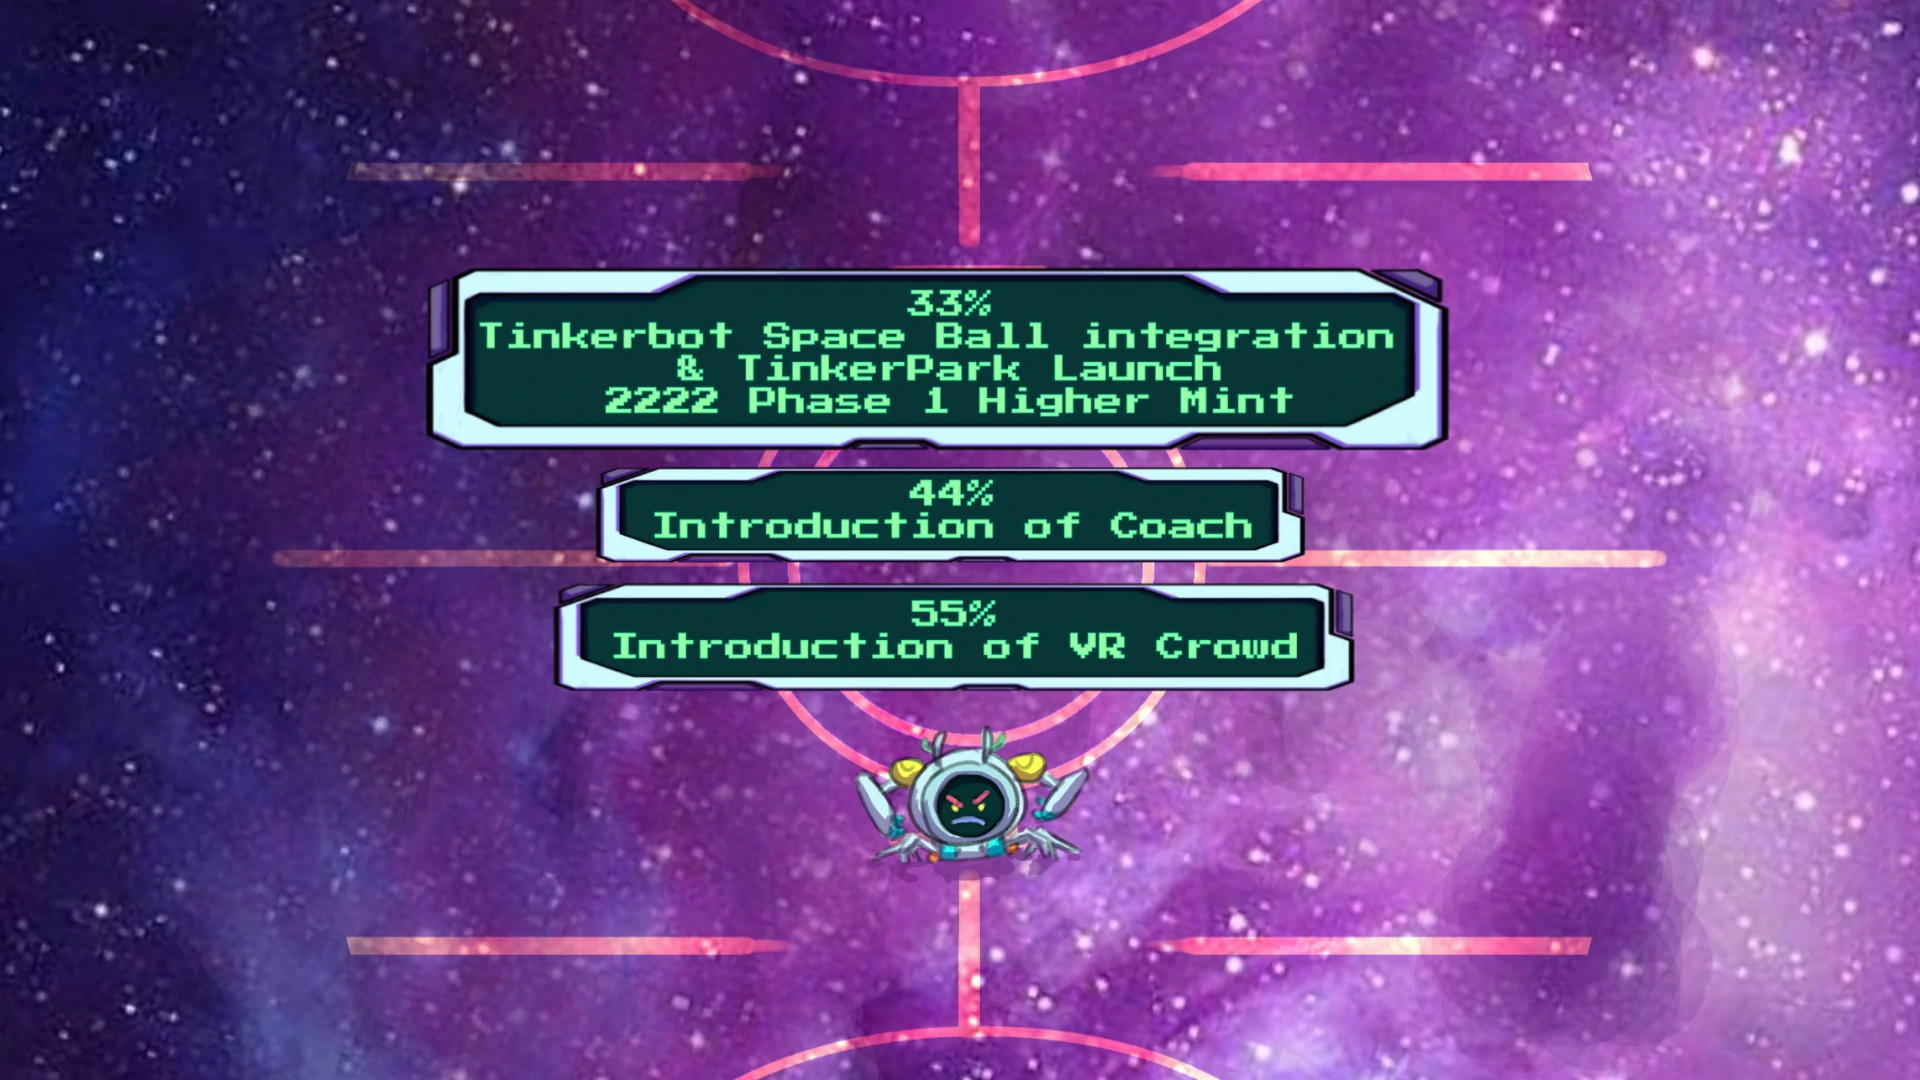 33%
Tinkerbot Space Ball integration
& TinkerPark Launch
2222 Phase 1 Higher Mint
44%
Introduction of Coach
55%
Introduction of VR Crowd